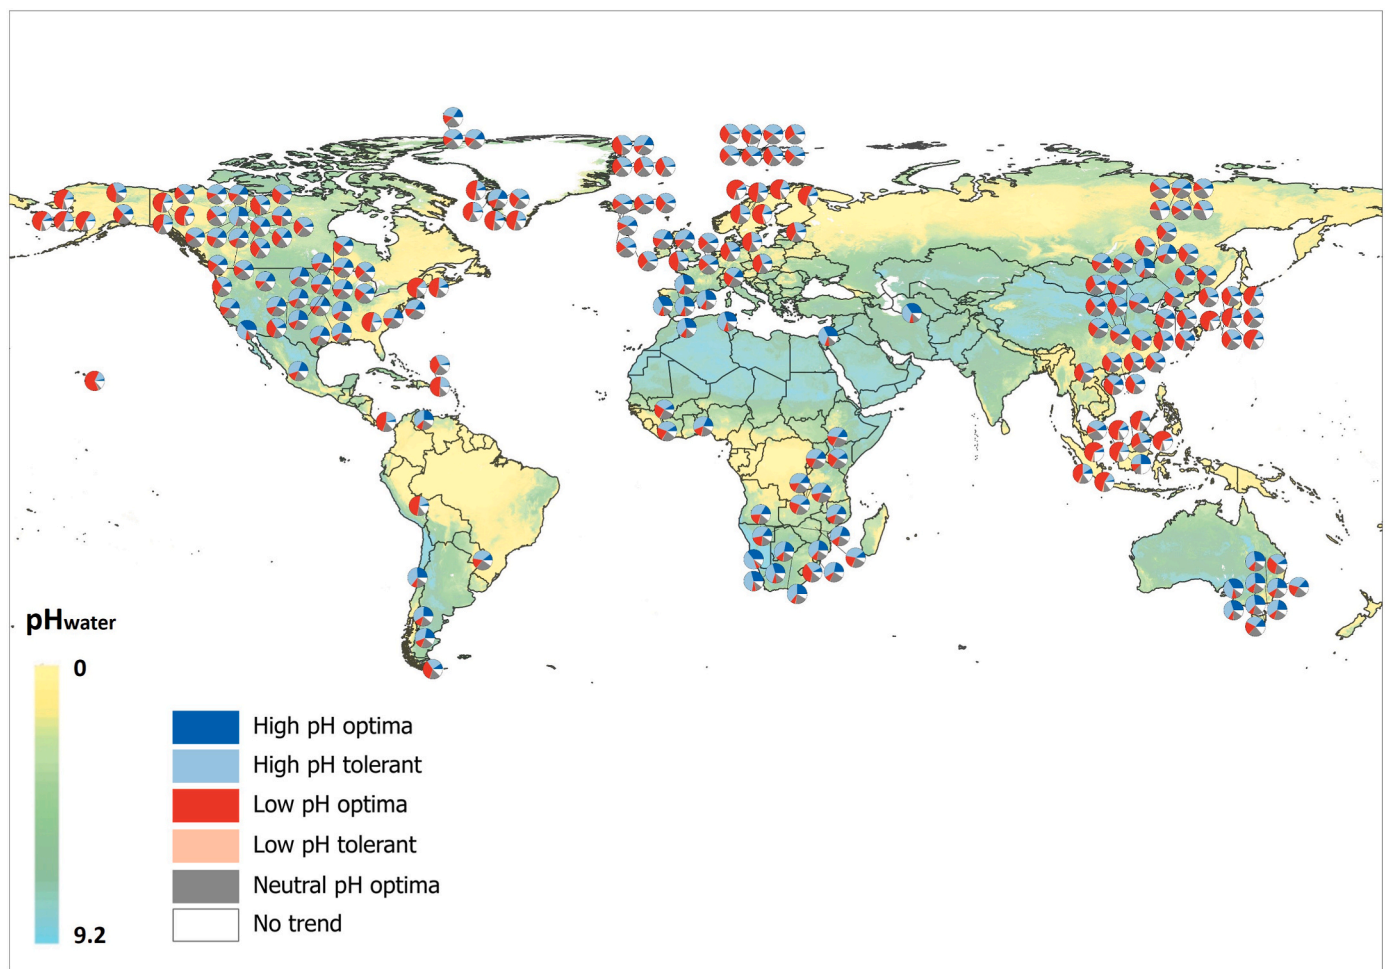 pHwater
0
9.2
High pH optima
High pH tolerant
Low pH optima
Low pH tolerant
Neutral pH optima
No trend